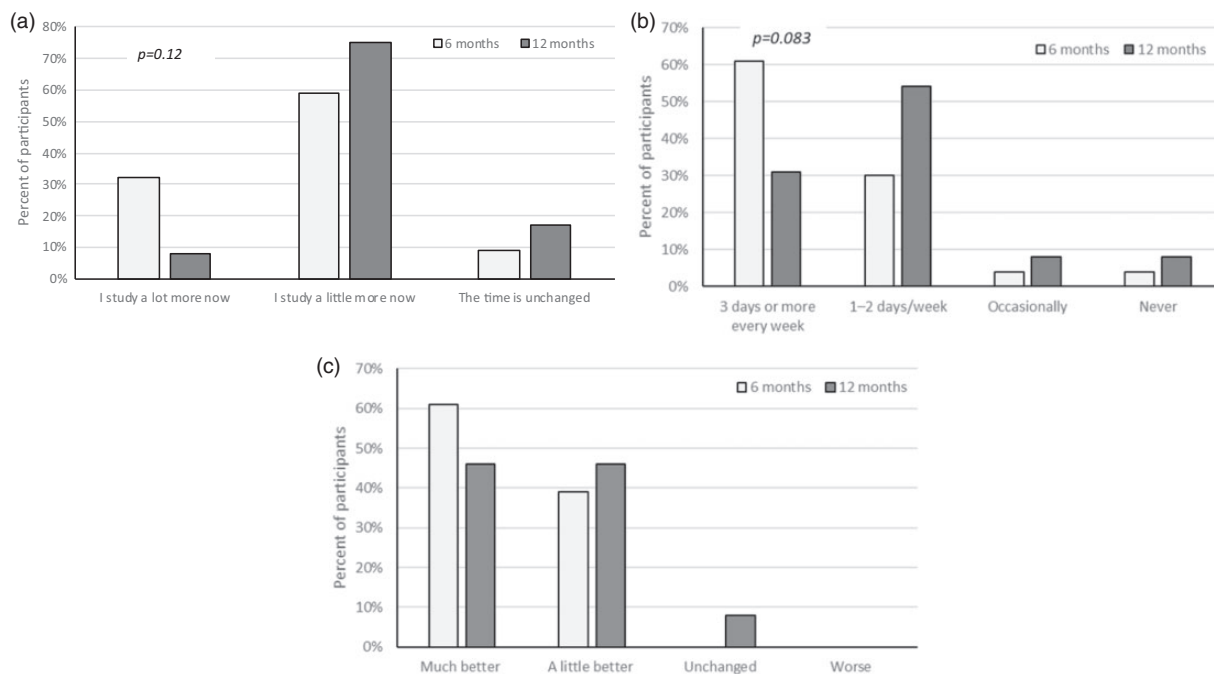 (a)
80%
70%
60%
50%
40%
30%
20%
10%
0%
Percent of participants
p=0.12
6 months 12 months
I study a lot more now I study a little more now The time is unchanged
(b)
70%
60%
50%
40%
30%
20%
10%
0%
Percent of participants
p=0.083
6 months 12 months
3 days or more 1–2 days/week Occasionally Never
every week
(c)
70%
60%
50%
40%
30%
20%
10%
0%
Percent of participants
6 months 12 months
Much better A little better Unchanged Worse